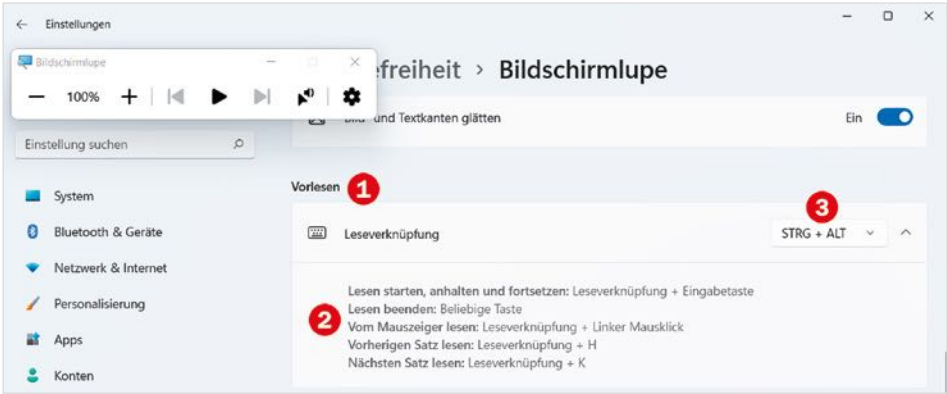 Einstellungen
Bildschirmlupe
100%
efreiheit > Bildschirmlupe
Bild- und Textkanten glätten
Ein
Einstellung suchen
System
Bluetooth & Geräte
Netzwerk & Internet
Personalisierung
Apps
Konten
Vorlesen 1
3
Leseverknüpfung
STRG + ALT
2
Lesen starten, anhalten und fortsetzen: Leseverknüpfung + Eingabetaste
Lesen beenden: Beliebige Taste
Vom Mauszeiger lesen: Leseverknüpfung + Linker Mausklick
Vorherigen Satz lesen: Leseverknüpfung + H
Nächsten Satz lesen: Leseverknüpfung + K